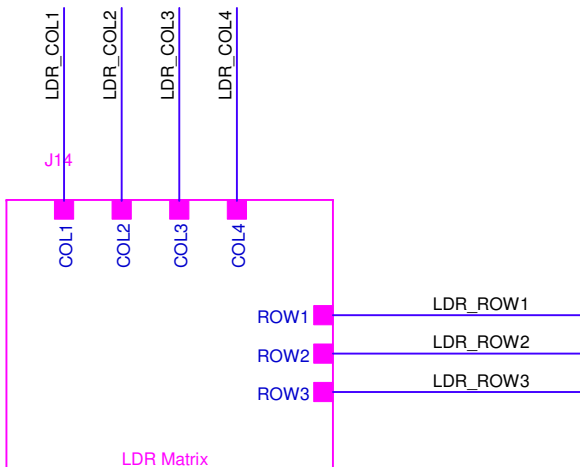 LDR_COL1
LDR_COL2
LDR_COL3
LDR_COL4
J14
COL1
COL2
COL3
COL4
ROW1
LDR_ROW1
ROW2
LDR_ROW2
ROW3
LDR_ROW3
LDR Matrix